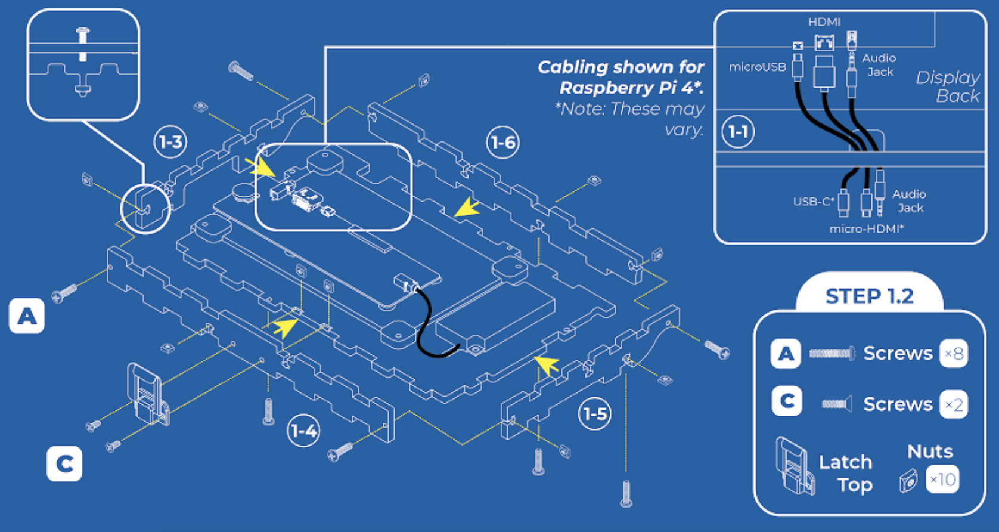 HDMI
microUSB
Audio
Jack
Display
Back
Cabling shown for
Raspberry Pi 4*.
*Note: These may
vary.
1-1
1-3
1-6
USB-C*
Audio
Jack
micro-HDMI*
A
STEP 1.2
A Screws ×8
C Screws ×2
1-5
1-4
C
Latch
Top
Nuts
×10